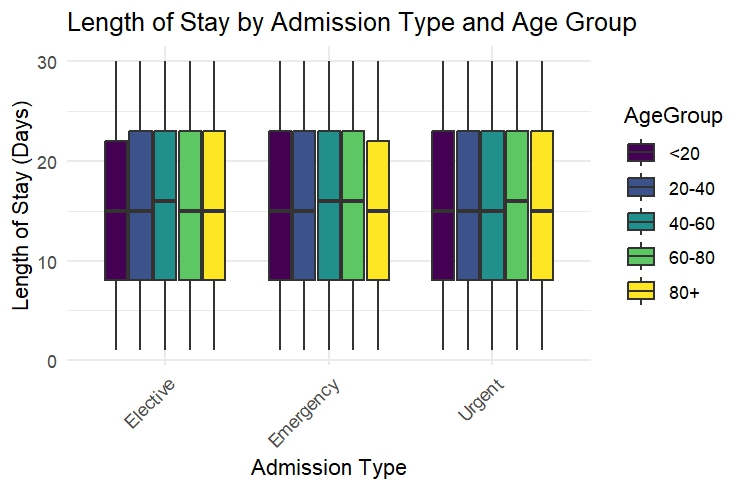 Length of Stay by Admission Type and Age Group
Length of Stay (Days)
30
20
10
0
Elective
Emergency
Urgent
Admission Type
AgeGroup
<20
20-40
40-60
60-80
80+